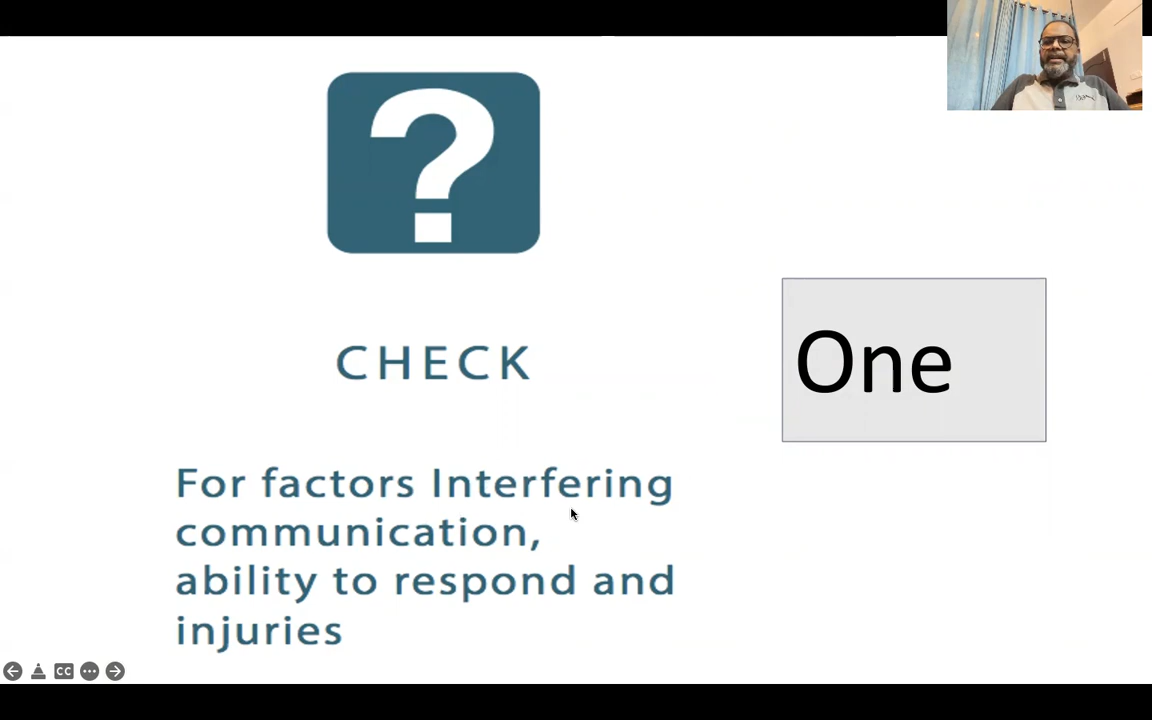 ?
CHECK
One
For factors Interfering
communication,
ability to respond and
injuries
CC